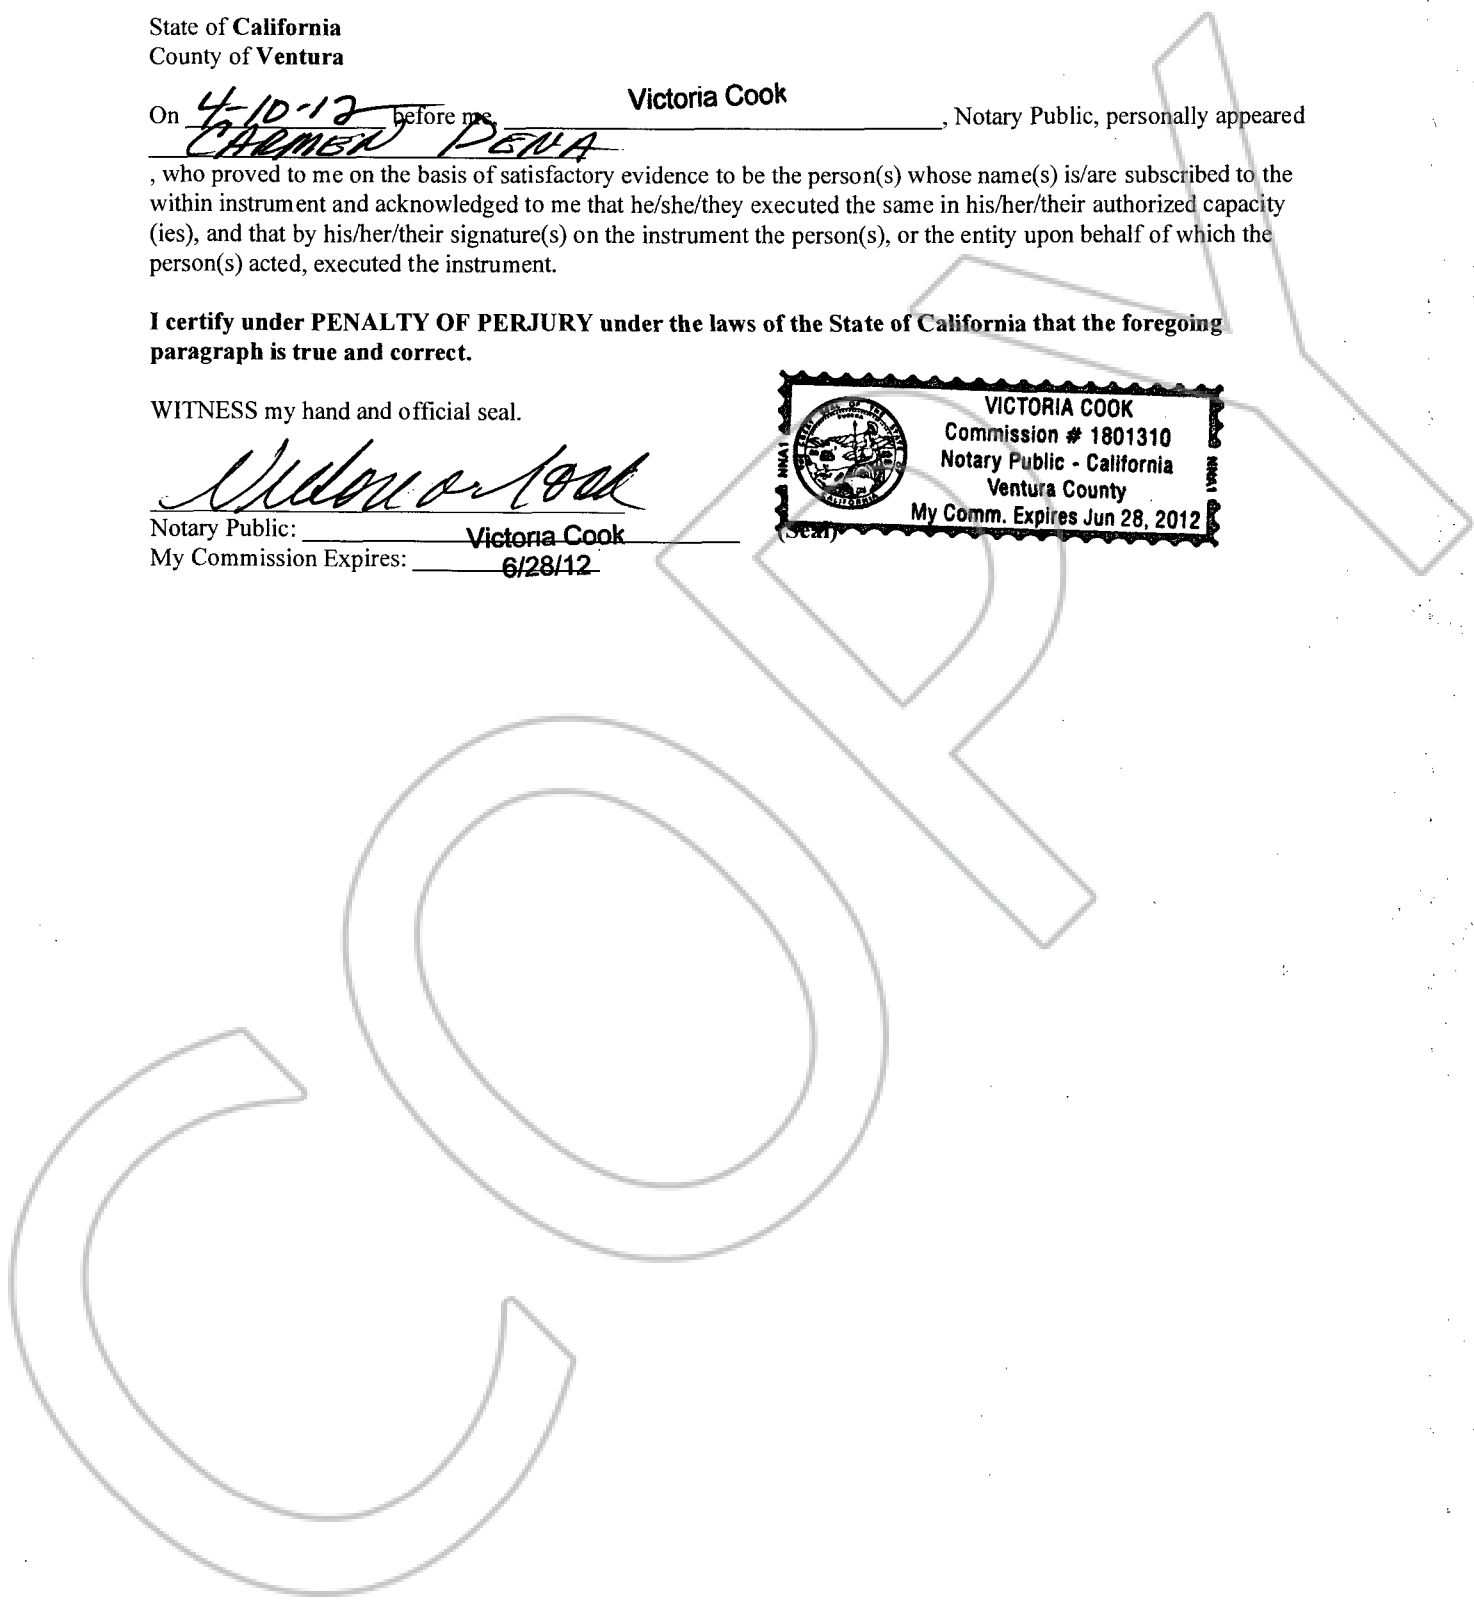 State of California
County of Ventura
On 4-10-12 before me, Victoria Cook, Notary Public, personally appeared
CARMEN PENA
, who proved to me on the basis of satisfactory evidence to be the person(s) whose name(s) is/are subscribed to the
within instrument and acknowledged to me that he/she/they executed the same in his/her/their authorized capacity
(ies), and that by his/her/their signature(s) on the instrument the person(s), or the entity upon behalf of which the
person(s) acted, executed the instrument.
I certify under PENALTY OF PERJURY under the laws of the State of California that the foregoing
paragraph is true and correct.
WITNESS my hand and official seal.
Victoria Cook
Notary Public: Victoria Cook (Seal)
My Commission Expires: 6/28/12
VICTORIA COOK
Commission # 1801310
Notary Public - California
Ventura County
My Comm. Expires Jun 28, 2012
NNA1
NNA1
COPY